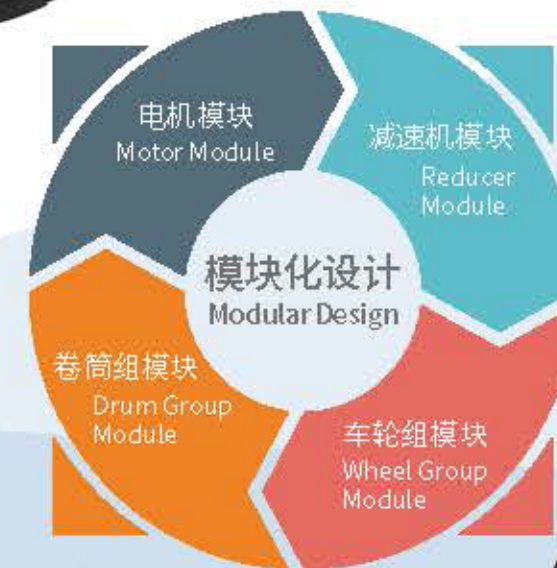 电机模块
Motor Module
减速机模块
Reducer
Module
模块化设计
Modular Design
卷筒组模块
Drum Group
Module
车轮组模块
Wheel Group
Module